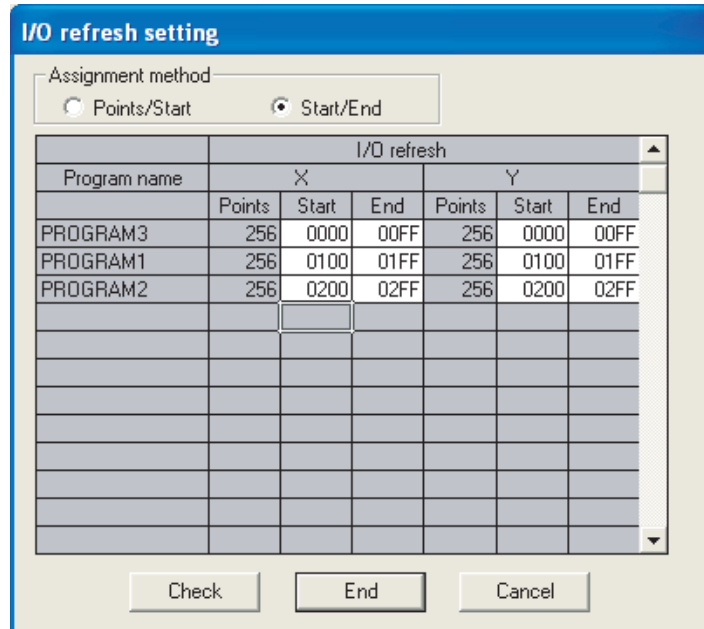 I/O refresh setting
Assignment method
Points/Start Start/End
I/O refresh
Program name X Y
Points Start End Points Start End
PROGRAM3 256 0000 00FF 256 0000 00FF
PROGRAM1 256 0100 01FF 256 0100 01FF
PROGRAM2 256 0200 02FF 256 0200 02FF
Check End Cancel